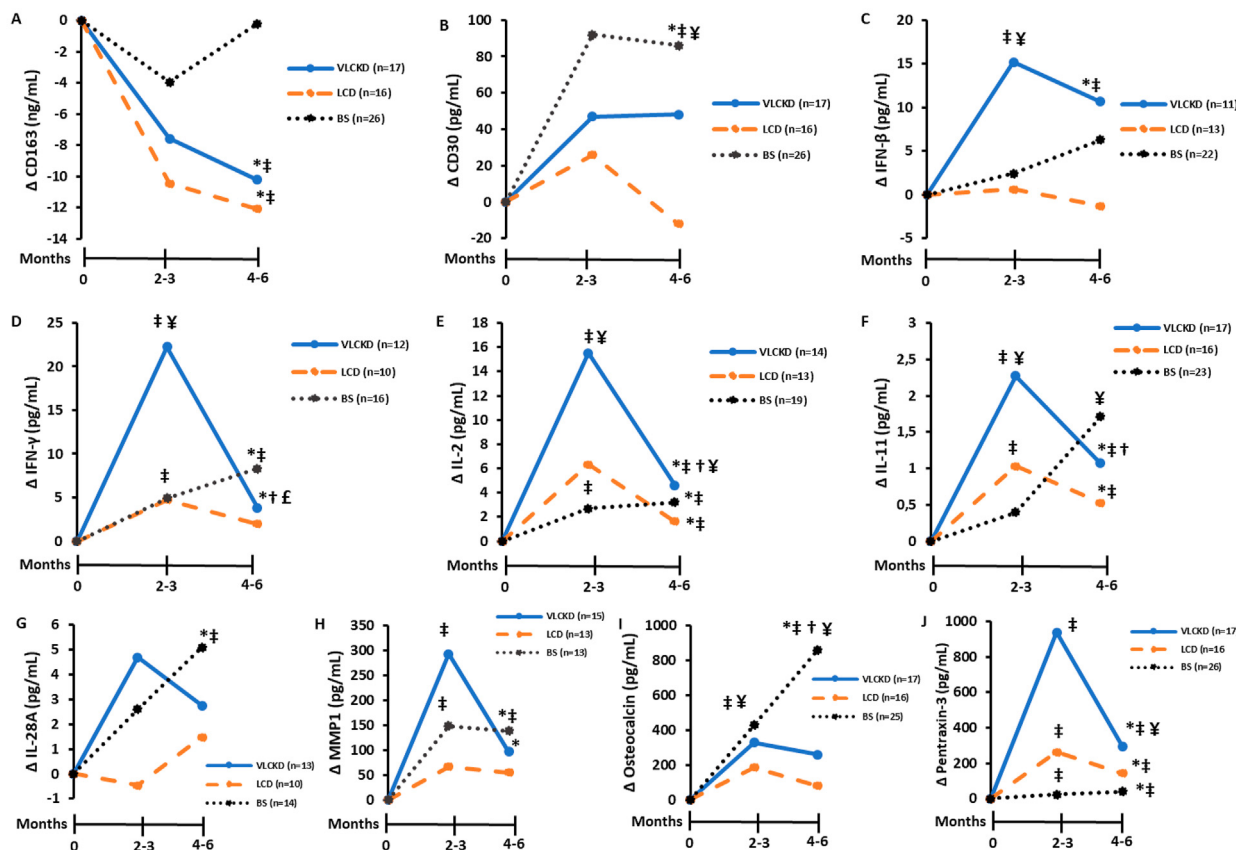 A
Δ CD163 (ng/mL)
0
-2
-4
-6
-8
-10
-12
-14
VLCKD (n=17)
LCD (n=16)
BS (n=26)
*‡
*‡
Months
0
2-3
4-6
B
Δ CD30 (pg/mL)
100
80
60
40
20
0
-20
*‡ ¥
VLCKD (n=17)
LCD (n=16)
BS (n=26)
Months
0
2-3
4-6
C
Δ IFN-β (pg/mL)
20
15
10
5
0
-5
‡ ¥
*‡
VLCKD (n=11)
LCD (n=13)
BS (n=22)
Months
0
2-3
4-6
D
Δ IFN-γ (pg/mL)
25
20
15
10
5
0
‡ ¥
‡
*‡
*† £
VLCKD (n=12)
LCD (n=10)
BS (n=16)
Months
0
2-3
4-6
E
Δ IL-2 (pg/mL)
18
16
14
12
10
8
6
4
2
0
‡ ¥
‡
*‡ † ¥
*‡
*‡
VLCKD (n=14)
LCD (n=13)
BS (n=19)
Months
0
2-3
4-6
F
Δ IL-11 (pg/mL)
3
2,5
2
1,5
1
0,5
0
‡ ¥
‡
¥
*‡ †
*‡
VLCKD (n=17)
LCD (n=16)
BS (n=23)
Months
0
2-3
4-6
G
Δ IL-28A (pg/mL)
6
5
4
3
2
1
0
-1
*‡
VLCKD (n=13)
LCD (n=10)
BS (n=14)
Months
0
2-3
4-6
H
Δ MMP1 (pg/mL)
350
300
250
200
150
100
50
0
‡
‡
*‡
*
VLCKD (n=15)
LCD (n=13)
BS (n=13)
Months
0
2-3
4-6
I
Δ Osteocalcin (pg/mL)
1000
800
600
400
200
0
*‡ † ¥
‡ ¥
VLCKD (n=17)
LCD (n=16)
BS (n=25)
Months
0
2-3
4-6
J
Δ Pentraxin-3 (pg/mL)
1000
800
600
400
200
0
‡
‡
‡
*‡ ¥
*‡
*‡
VLCKD (n=17
LCD (n=16
BS (n=26)
Months
0
2-3
4-6